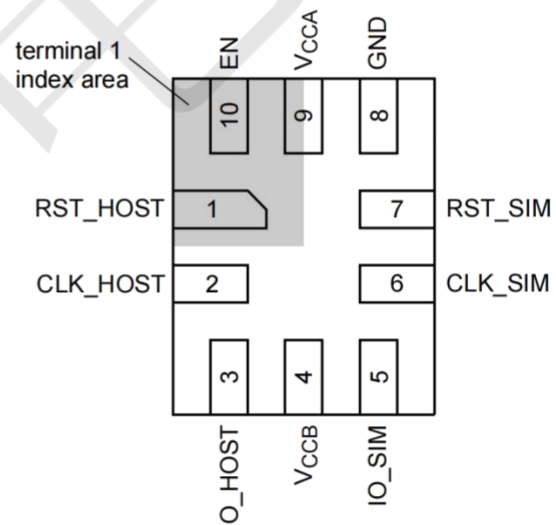 terminal 1
index area
EN
VCCA
GND
10
9
8
RST_HOST
1
7
RST_SIM
CLK_HOST
2
6
CLK_SIM
3
4
5
O_HOST
VCCB
IO_SIM